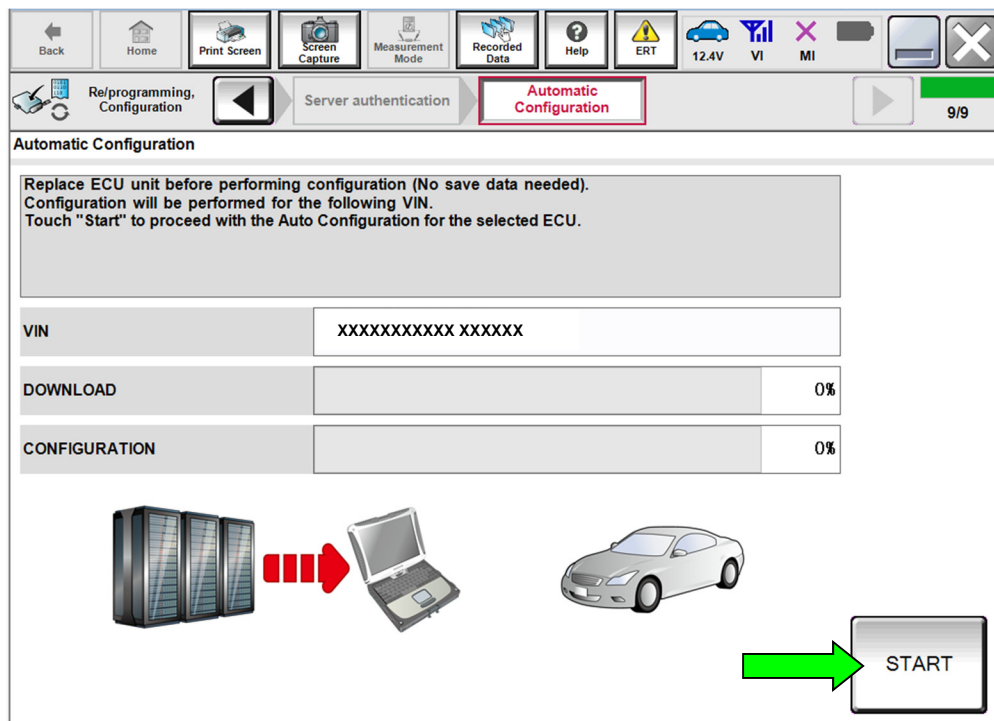 Back
Home
Print Screen
Screen
Capture
Measurement
Mode
Recorded
Data
Help
ERT
12.4V
VI
MI
Re/programming,
Configuration
Server authentication
Automatic
Configuration
9/9
Automatic Configuration
Replace ECU unit before performing configuration (No save data needed).
Configuration will be performed for the following VIN.
Touch "Start" to proceed with the Auto Configuration for the selected ECU.
VIN
XXXXXXXXXXX XXXXXX
DOWNLOAD
0%
CONFIGURATION
0%
START